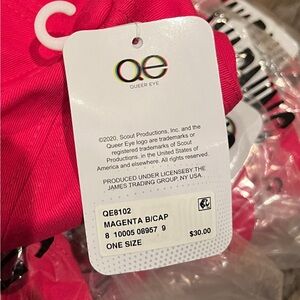 QE
QUEER EYE
©2020, Scout Productions, Inc. and the
Queer Eye logo are trademark or
registered trademarks of Scout
Productions, in the United States of
America and elsewhere. All rights reserved.
PRODUCED UNDER LICENSEBY THE
JAMES TRADING GROUP, NY USA.
QE8102
MAGENTA B/CAP
8 10005 08957 9
ONE SIZE
$30.00